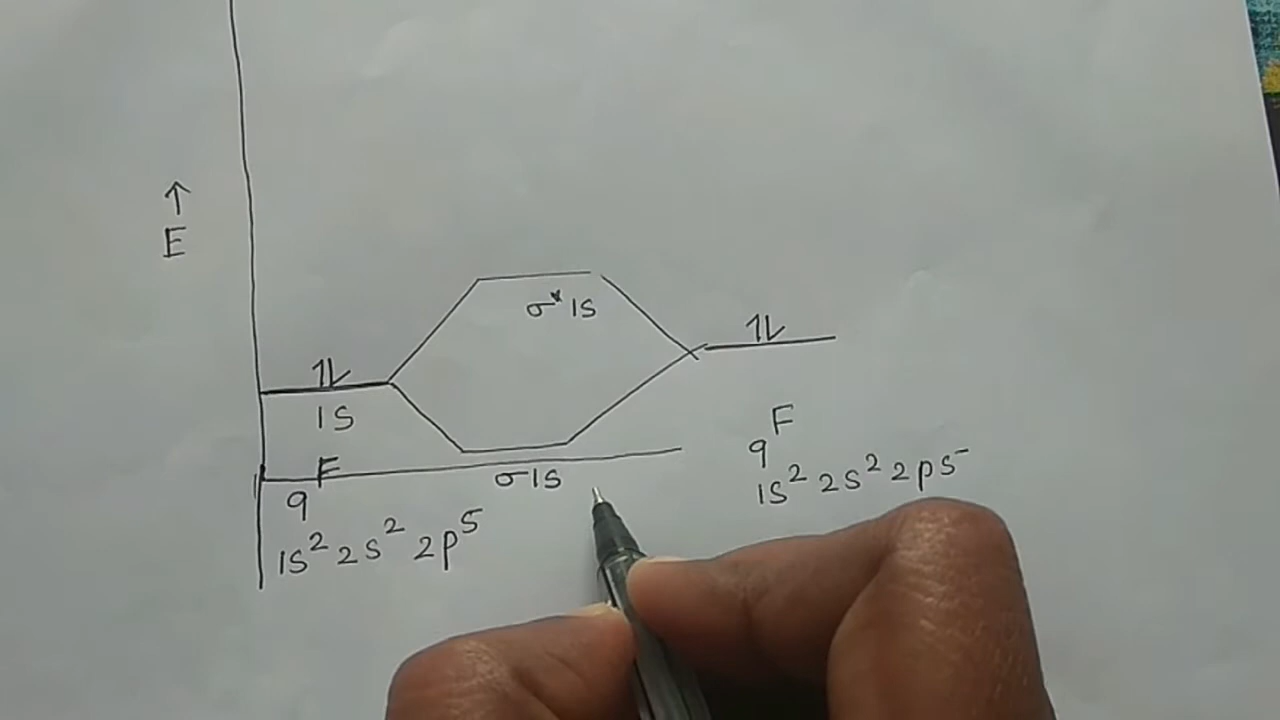 ↑
E
σ*1s
1L
1L
1s
F
9
σ1s
1s² 2s² 2p⁵
F
9
1s² 2s² 2p⁵